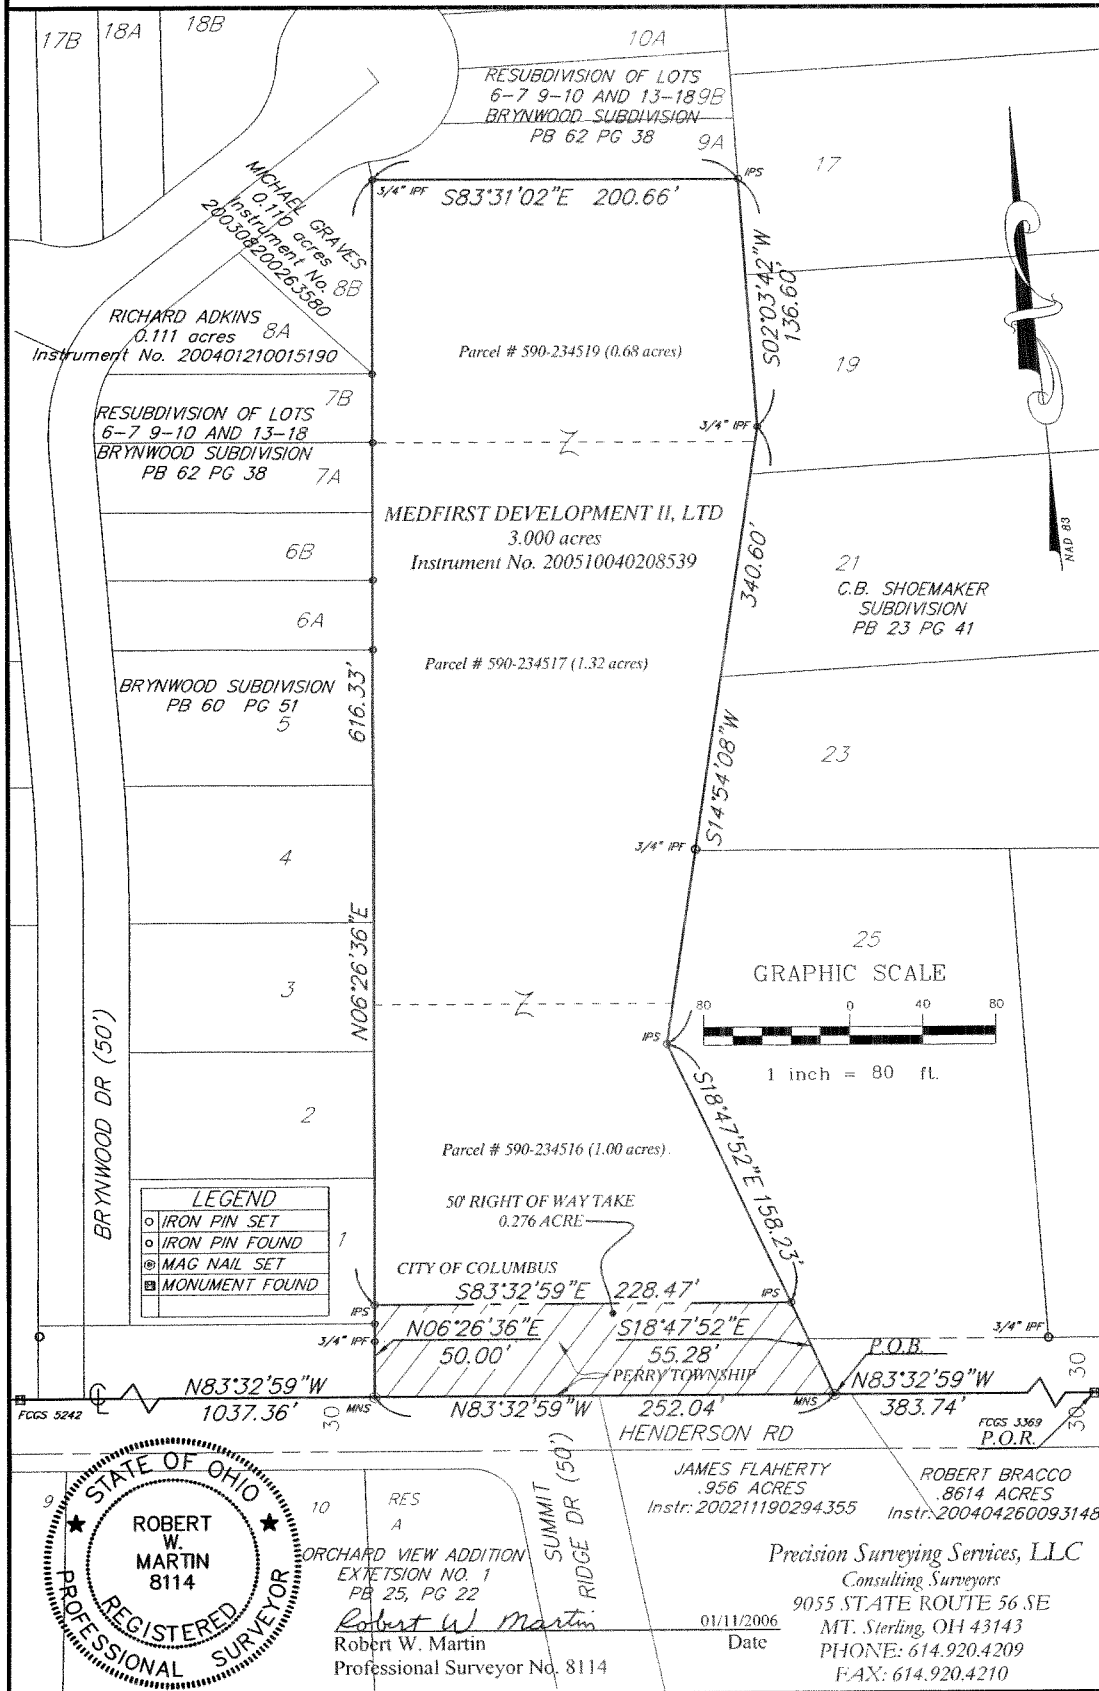 17B
18A
18B
10A
RESUBDIVISION OF LOTS
6-7 9-10 AND 13-18
9B
BRYNWOOD SUBDIVISION
PB 62 PG 38
9A
17
3/4" IPF
S83°31'02"E 200.66'
IPS
MICHAEL GRAVES
0.110 acres
Instrument No.
200308200263580
8B
S02°03'42"W
136.60'
RICHARD ADKINS
0.111 acres
8A
Instrument No. 200401210015190
Parcel # 590-234519 (0.68 acres)
19
7B
RESUBDIVISION OF LOTS
6-7 9-10 AND 13-18
BRYNWOOD SUBDIVISION
PB 62 PG 38
7A
3/4" IPF
Z
MEDFIRST DEVELOPMENT II, LTD
3.000 acres
Instrument No. 200510040208539
340.60'
NAD 83
6B
21
C.B. SHOEMAKER
SUBDIVISION
PB 23 PG 41
6A
Parcel # 590-234517 (1.32 acres)
BRYNWOOD SUBDIVISION
PB 60 PG 51
5
616.33'
S14°54'08"W
23
3/4" IPF
4
N06°26'36"E
25
GRAPHIC SCALE
80 0 40 80
1 inch = 80 ft.
3
Z
IPS
BRYNWOOD DR (50')
S18°47'52"E 158.23'
2
Parcel # 590-234516 (1.00 acres)
50' RIGHT OF WAY TAKE
0.276 ACRE
LEGEND
IRON PIN SET
IRON PIN FOUND
MAG NAIL SET
MONUMENT FOUND
1
CITY OF COLUMBUS
S83°32'59"E 228.47'
IPS
IPS
3/4" IPF
N06°26'36"E
50.00'
S18°47'52"E
55.28'
PERRY TOWNSHIP
3/4" IPF
P.O.B.
N83°32'59"W
1037.36'
FCGS 5242
30
MNS
N83°32'59"W 252.04'
MNS
N83°32'59"W
383.74'
30
30
FCGS 3369
P.O.R.
HENDERSON RD
SUMMIT
RIDGE DR (50')
JAMES FLAHERTY
.956 ACRES
Instr: 200211190294355
ROBERT BRACCO
.8614 ACRES
Instr: 200404260093148
9
10
RES
A
ORCHARD VIEW ADDITION
EXTETSION NO. 1
PB 25, PG 22
STATE OF OHIO
ROBERT
W.
MARTIN
8114
REGISTERED
PROFESSIONAL SURVEYOR
Robert W Martin
Robert W. Martin
Professional Surveyor No. 8114
01/11/2006
Date
Precision Surveying Services, LLC
Consulting Surveyors
9055 STATE ROUTE 56 SE
MT. Sterling, OH 43143
PHONE: 614.920.4209
FAX: 614.920.4210